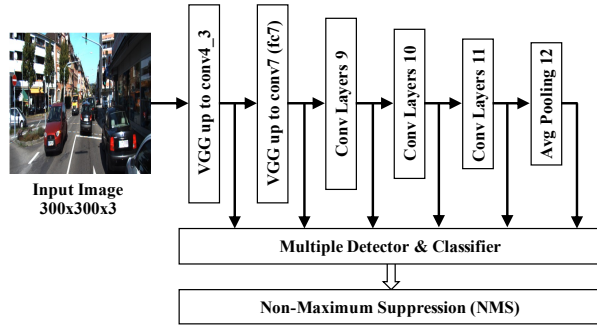 VGG up to conv4_3
VGG up to conv7 (fc7)
Conv Layers 9
Conv Layers 10
Conv Layers 11
Avg Pooling 12
Input Image
300x300x3
Multiple Detector & Classifier
Non-Maximum Suppression (NMS)